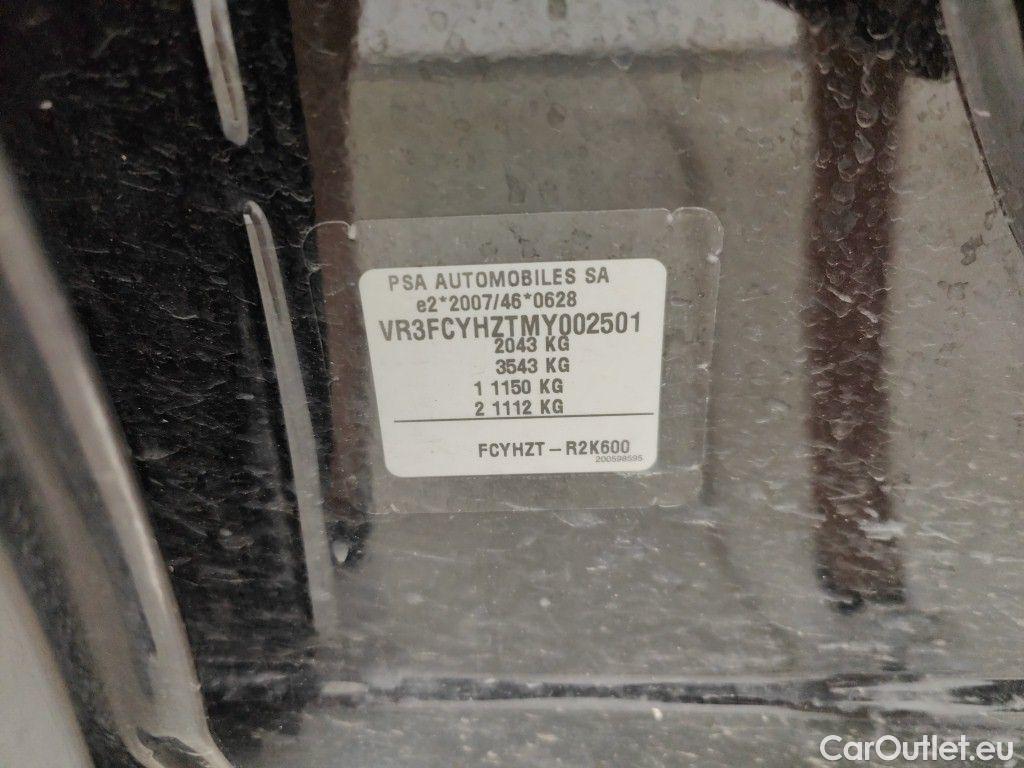 PSA AUTOMOBILES SA
e2*2007/46*0628
VR3FCYHZTMY002501
2043 KG
3543 KG
1 1150 KG
2 1112 KG
FCYHZT – R2K600
200598595
CarOutlet.eu